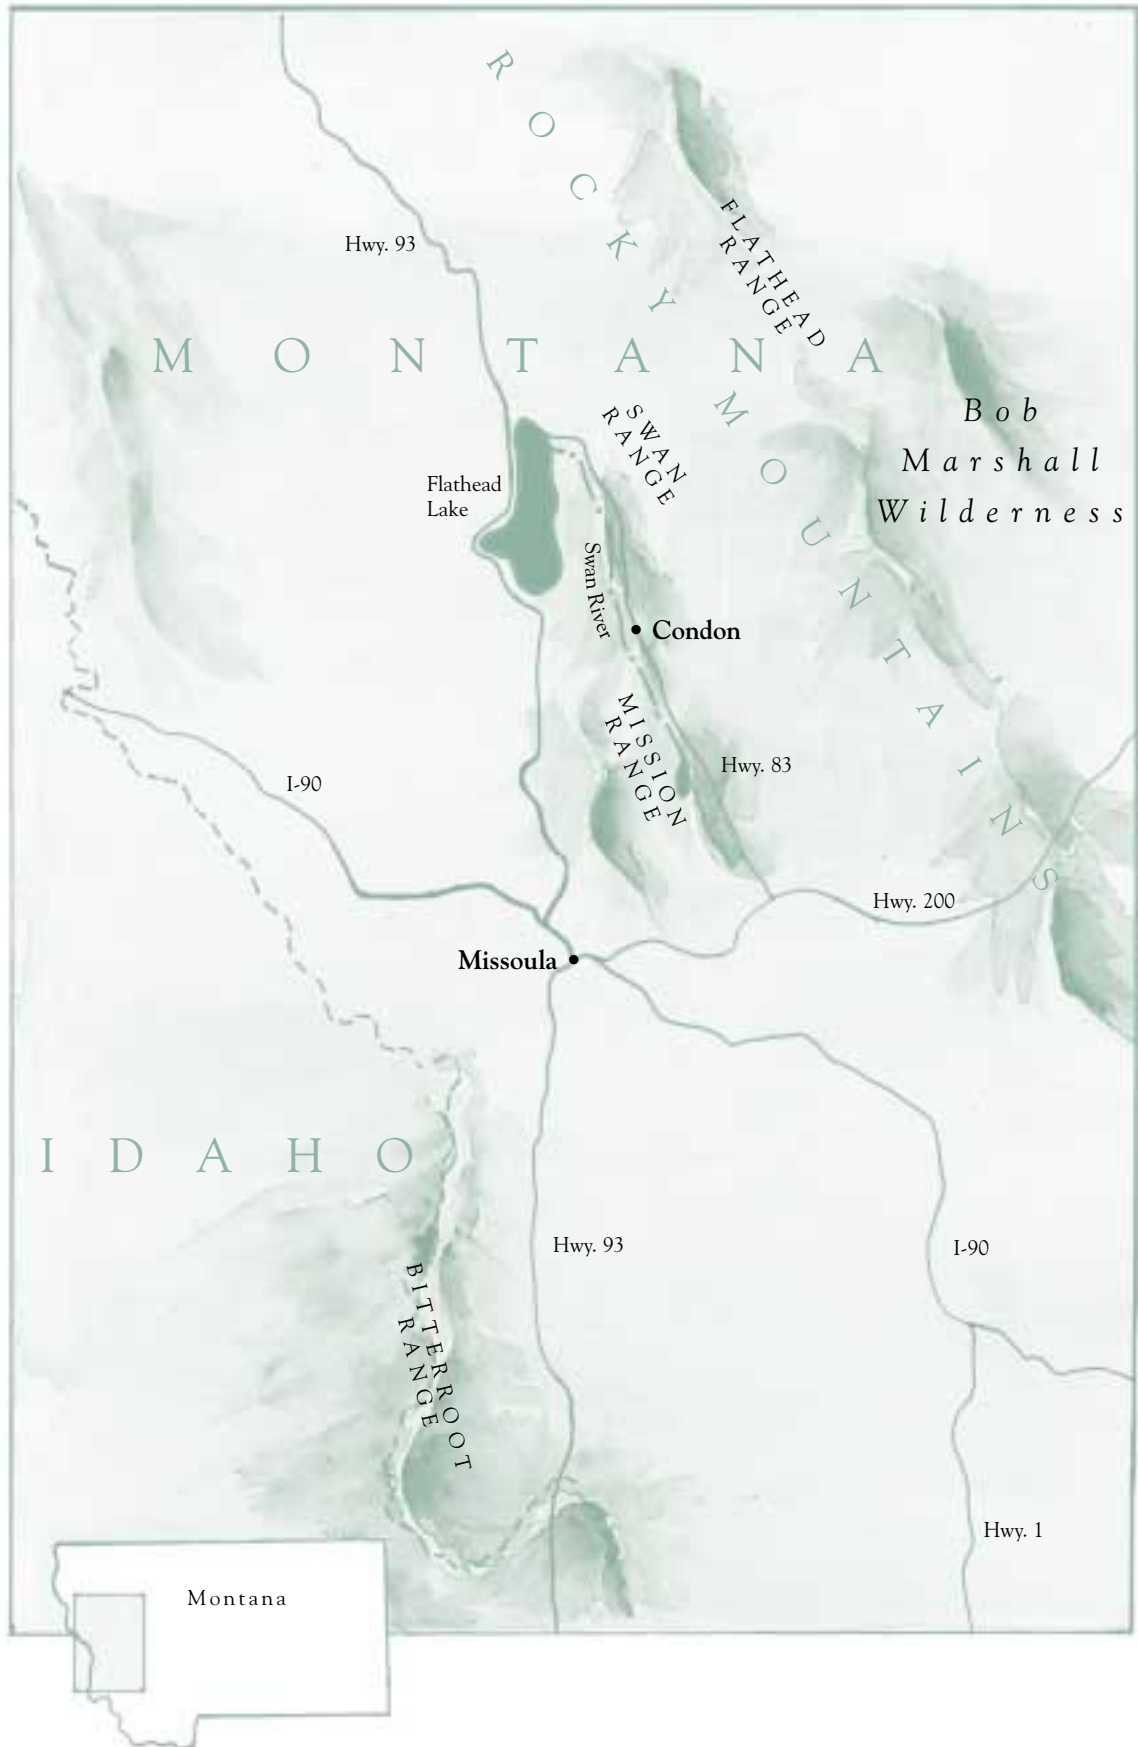 ROCKY MOUNTAINS
FLATHEAD
RANGE
Hwy. 93
MONTANA
SWAN
RANGE
Bob
Marshall
Wilderness
Flathead
Lake
Swan River
Condon
MISSION
RANGE
Hwy. 83
I-90
Hwy. 200
Missoula
IDAHO
Hwy. 93
I-90
BITTERROOT
RANGE
Hwy. 1
Montana